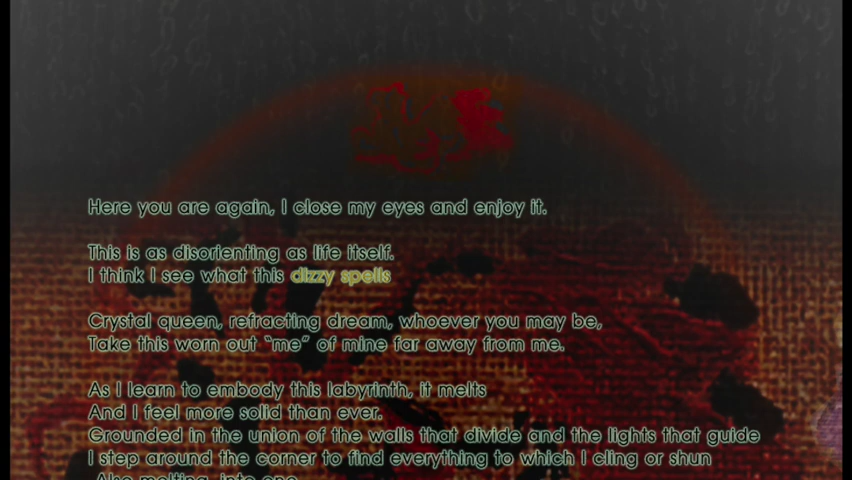 Here you are again, I close my eyes and enjoy it.
This is as disorienting as life itself.
I think I see what this dizzy spells
Crystal queen, refracting dream, whoever you may be,
Take this worn out “me” of mine far away from me.
As I learn to embody this labyrinth, it melts
And I feel more solid than ever.
Grounded in the union of the walls that divide and the lights that guide
I step around the corner to find everything to which I cling or shun
Also melting, into one